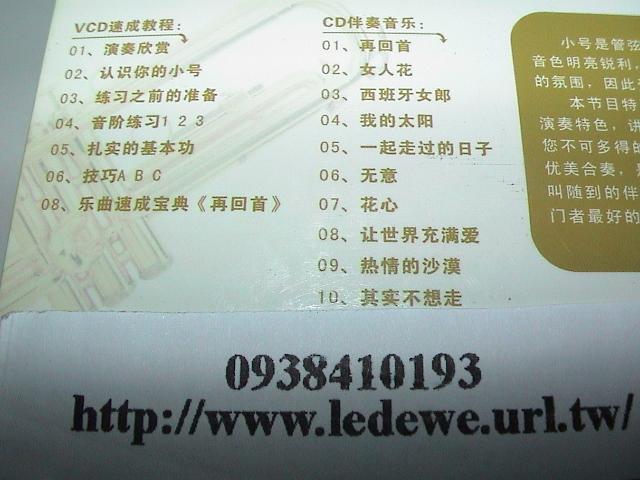 VCD速成教程:
01、演奏欣赏
02、认识你的小号
03、练习之前的准备
04、音阶练习1 2 3
05、扎实的基本功
06、技巧A B C
08、乐曲速成宝典《再回首》
CD伴奏音乐:
01、再回首
02、女人花
03、西班牙女郎
04、我的太阳
05、一起走过的日子
06、无意
07、花心
08、让世界充满爱
09、热情的沙漠
10、其实不想走
小号是管弦
音色明亮锐利,
的氛围，因此
本节目特
演奏特色，讲
您不可多得的
优美合奏，
叫随到的伴
门者最好的
0938410193
http://www.ledewe.url.tw/